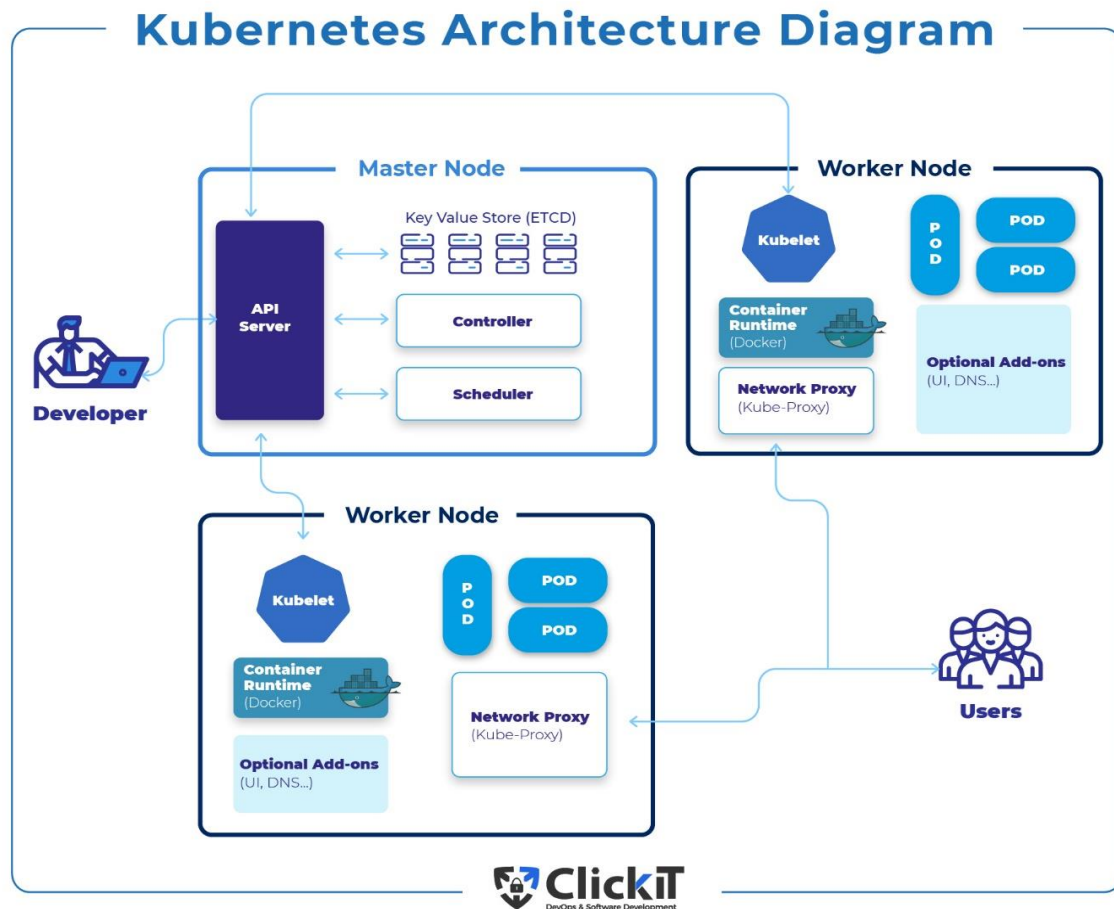 Kubernetes Architecture Diagram
Master Node
Key Value Store (ETCD)
API
Server
Controller
Scheduler
Developer
Worker Node
Kubelet
P
O
D
POD
POD
Container
Runtime
(Docker)
Network Proxy
(Kube-Proxy)
Optional Add-ons
(UI, DNS...)
Worker Node
Kubelet
P
O
D
POD
POD
Container
Runtime
(Docker)
Optional Add-ons
(UI, DNS...)
Network Proxy
(Kube-Proxy)
Users
ClickIT
DevOps & Software Development